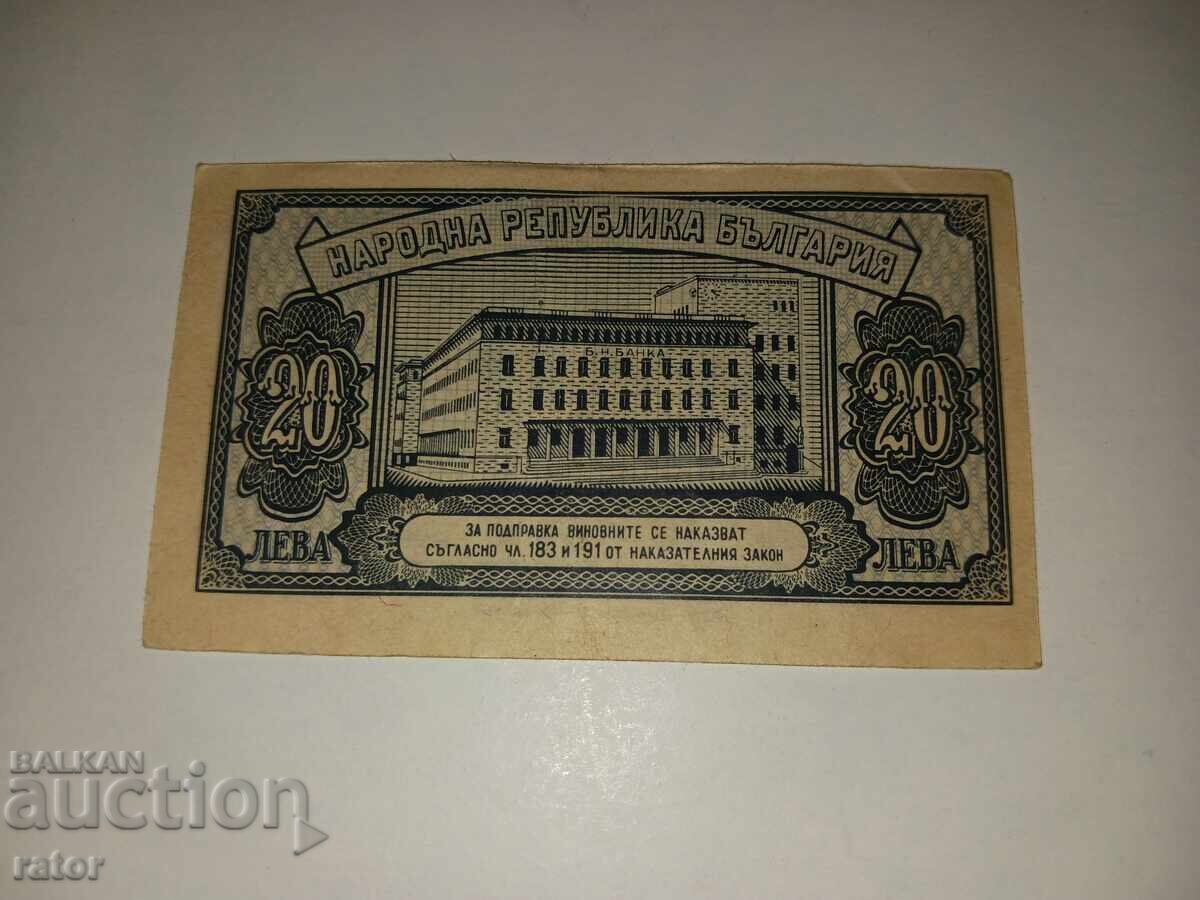 НАРОДНА РЕПУБЛИКА БЪЛГАРИЯ
Б.Н.БАНКА
20 20
ЛЕВА ЛЕВА
ЗА ПОДПРАВКА ВИНОВНИТЕ СЕ НАКАЗВАТ
СЪГЛАСНО ЧЛ. 183 И 191 ОТ НАКАЗАТЕЛНИЯ ЗАКОН
BALKAN
auction
rator